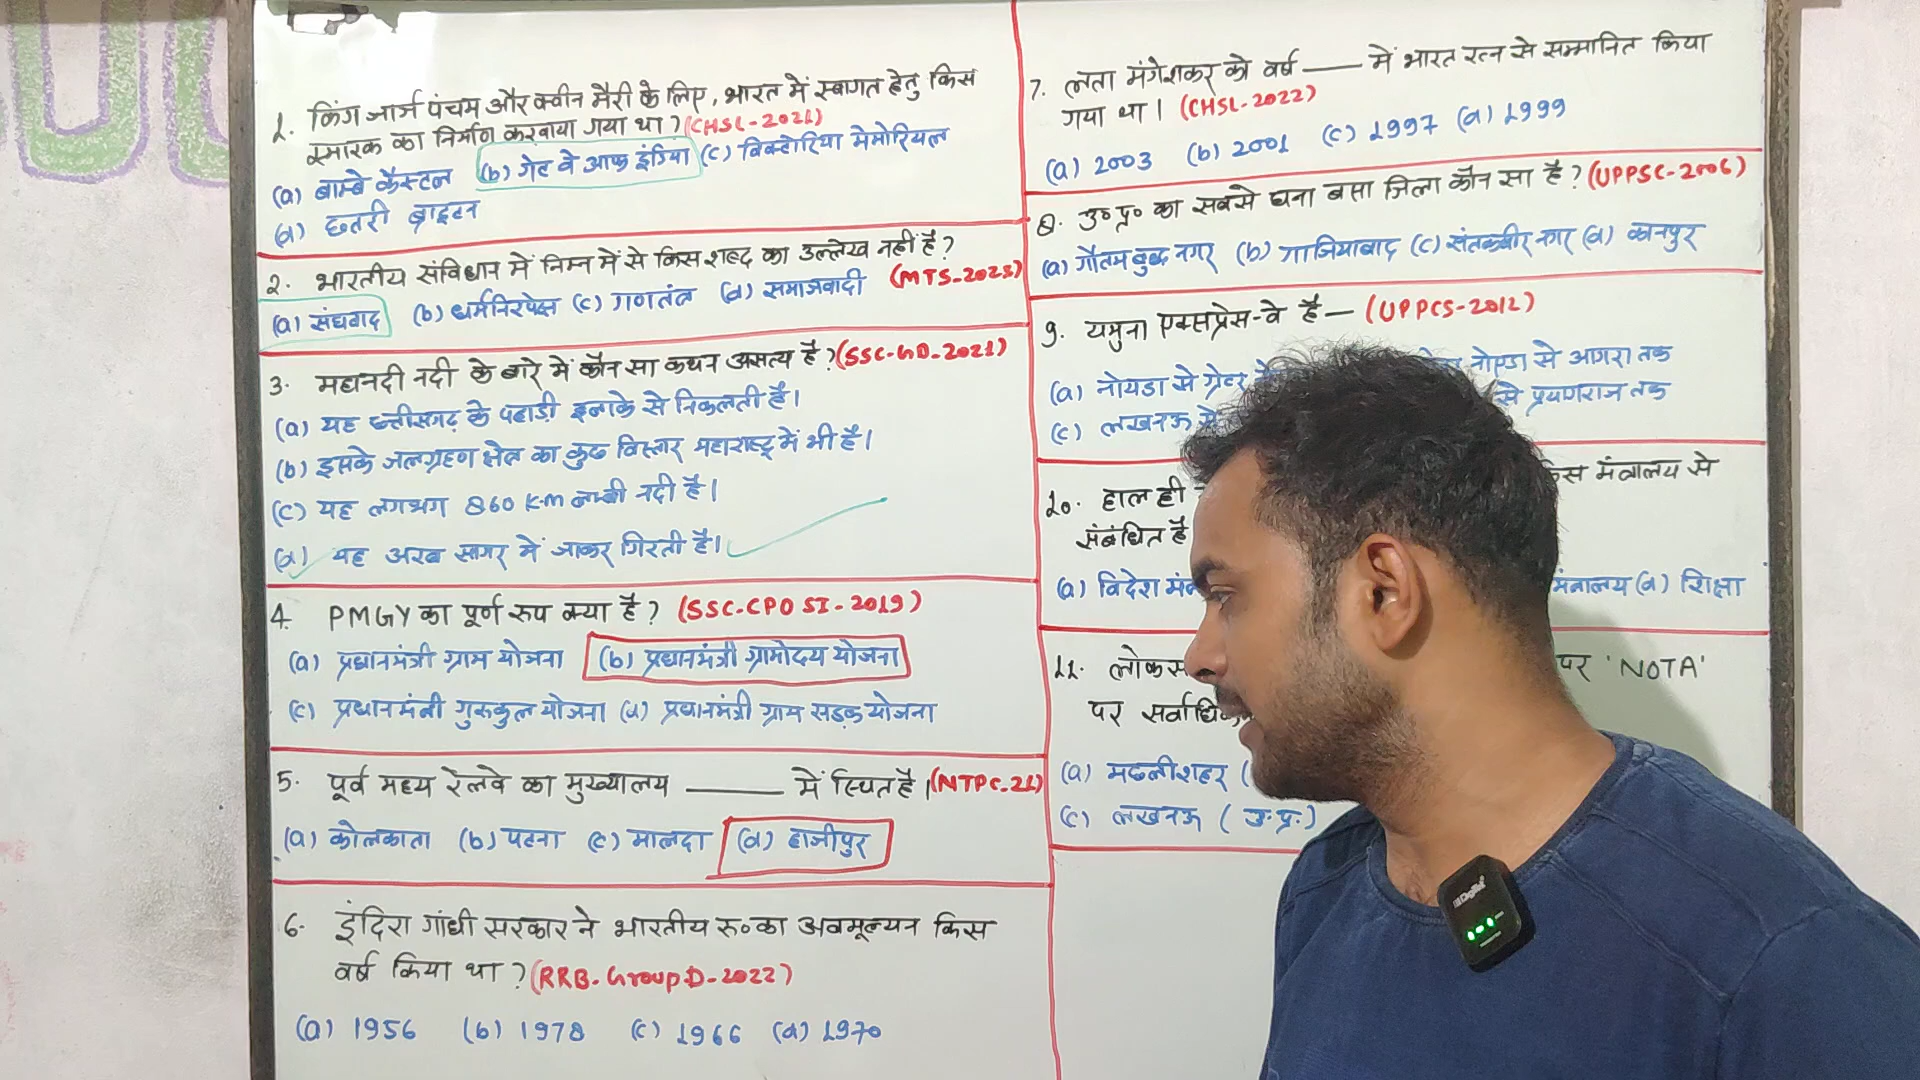 1. किंग जार्ज पंचम और क्वीन मैरी के लिए, भारत में स्वागत हेतु किस
स्मारक का निर्माण करवाया गया था? (CHSL-2021)
(a) बाम्बे कैस्टल (b) गेट वे आफ इंडिया (c) विक्टोरिया मेमोरियल
(d) छतरी ब्राइटन
2. भारतीय संविधान में निम्न में से किस शब्द का उल्लेख नहीं है?
(a) संघवाद (b) धर्मनिरपेक्ष (c) गणतंत्र (d) समाजवादी (MTS-2023)
3. महानदी नदी के बारे में कौन सा कथन असत्य है? (SSC-GD-2021)
(a) यह छत्तीसगढ़ के पहाड़ी इलाके से निकलती है।
(b) इसके जलग्रहण क्षेत्र का कुछ विस्तार महाराष्ट्र में भी है।
(c) यह लगभग 860 K.m लम्बी नदी है।
(d) यह अरब सागर में जाकर गिरती है।
4. PMGY का पूर्ण रूप क्या है? (SSC-CPO SI-2019)
(a) प्रधानमंत्री ग्राम योजना (b) प्रधानमंत्री ग्रामोदय योजना
(c) प्रधानमंत्री गुरुकुल योजना (d) प्रधानमंत्री ग्राम सड़क योजना
5. पूर्व मध्य रेलवे का मुख्यालय ______ में स्थित है। (NTPC.21)
(a) कोलकाता (b) पटना (c) मालदा (d) हाजीपुर
6. इंदिरा गांधी सरकार ने भारतीय रु० का अवमूल्यन किस
वर्ष किया था? (RRB-Group.D-2022)
(a) 1956 (b) 1978 (c) 1966 (d) 1970
7. लता मंगेशकर को वर्ष ____ में भारत रत्न से सम्मानित किया
गया था। (CHSL-2022)
(a) 2003 (b) 2001 (c) 1997 (d) 1999
8. उ०प्र० का सबसे घना बसा जिला कौन सा है? (UPPSC-2006)
(a) गौतम बुद्ध नगर (b) गाजियाबाद (c) संतकबीर नगर (d) कानपुर
9. यमुना एक्सप्रेस-वे है— (UPPCS-2012)
(a) नोयडा से ग्रेटर नोएडा से आगरा तक
(c) लखनऊ से प्रयागराज तक
10. हाल ही मंत्रालय से
संबंधित है
(a) विदेश मंत्रालय (d) शिक्षा
11. पर 'NOTA'
पर
(a) मछलीशहर (
(c) लखनऊ (उ.प्र.)